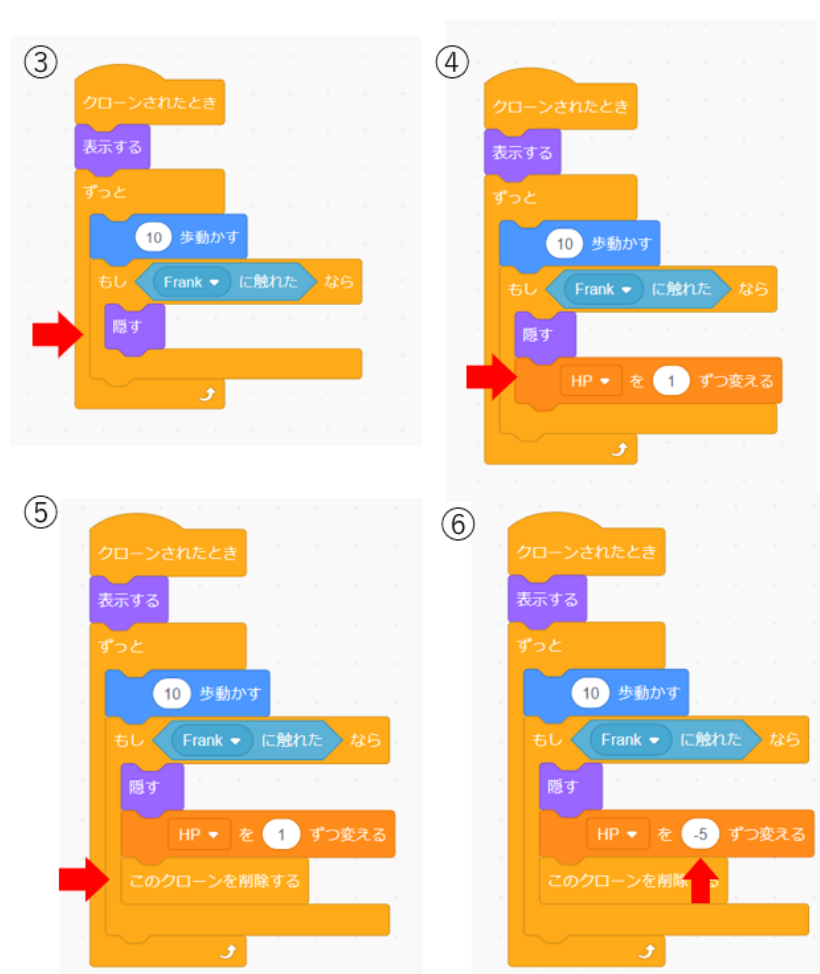 ③
クローンされたとき
表示する
ずっと
10 歩動かす
もし Frank に触れた なら
隠す
④
クローンされたとき
表示する
ずっと
10 歩動かす
もし Frank に触れた なら
隠す
HP を 1 ずつ変える
⑤
クローンされたとき
表示する
ずっと
10 歩動かす
もし Frank に触れた なら
隠す
HP を 1 ずつ変える
このクローンを削除する
⑥
クローンされたとき
表示する
ずっと
10 歩動かす
もし Frank に触れた なら
隠す
HP を -5 ずつ変える
このクローンを削除する